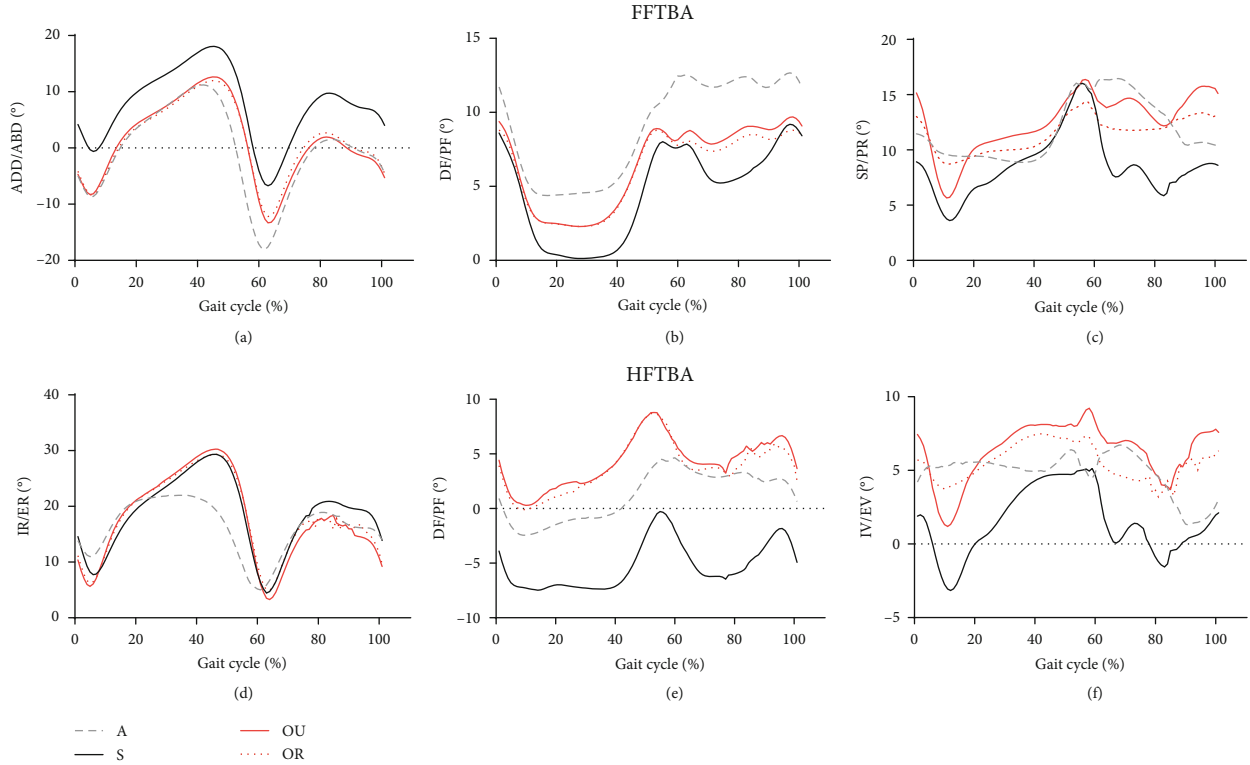 FFTBA
20
10
0
−10
−20
ADD/ABD (°)
0 20 40 60 80 100
Gait cycle (%)
(a)
15
10
5
0
DF/PF (°)
0 20 40 60 80 100
Gait cycle (%)
(b)
20
15
10
5
0
SP/PR (°)
0 20 40 60 80 100
Gait cycle (%)
(c)
HFTBA
40
30
20
10
0
IR/ER (°)
0 20 40 60 80 100
Gait cycle (%)
(d)
10
5
0
−5
−10
DF/PF (°)
0 20 40 60 80 100
Gait cycle (%)
(e)
10
5
0
−5
IV/EV (°)
0 20 40 60 80 100
Gait cycle (%)
(f)
A
S
OU
OR